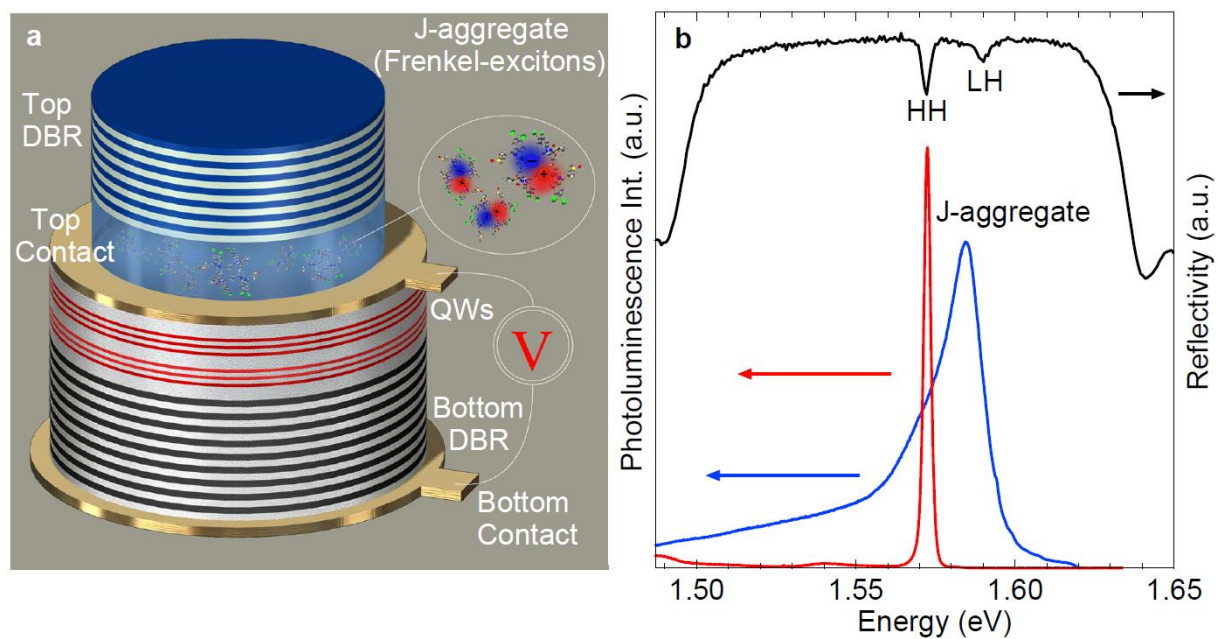 a
J-aggregate
(Frenkel-excitons)
Top
DBR
Top
Contact
QWs
V
Bottom
DBR
Bottom
Contact
- + - + - +
b
HH
LH
J-aggregate
Photoluminescence Int. (a.u.)
Reflectivity (a.u.)
1.50 1.55 1.60 1.65
Energy (eV)